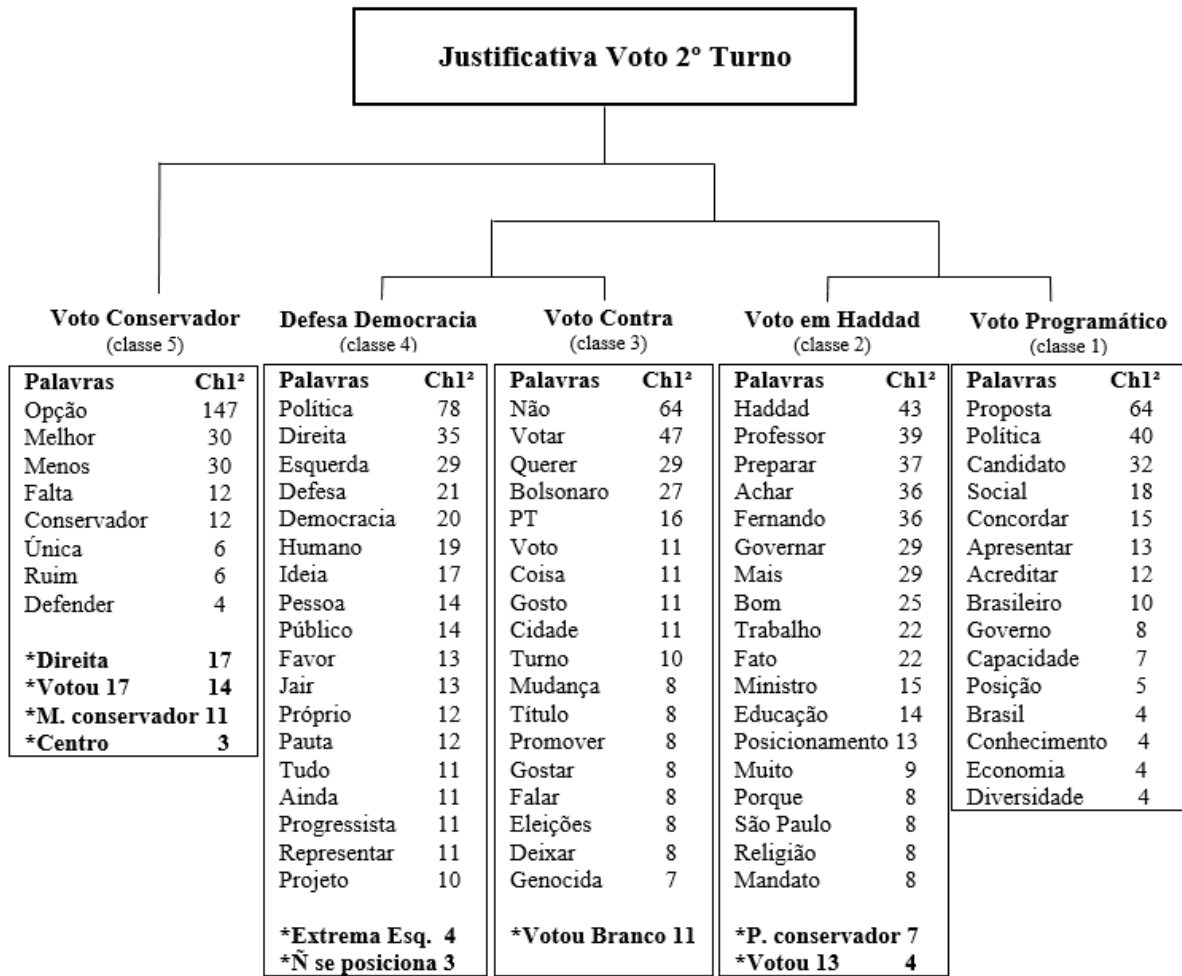 Justificativa Voto 2º Turno
Voto Conservador
(classe 5)
Palavras Ch1²
Opção 147
Melhor 30
Menos 30
Falta 12
Conservador 12
Única 6
Ruim 6
Defender 4
*Direita 17
*Votou 17 14
*M. conservador 11
*Centro 3
Defesa Democracia
(classe 4)
Palavras Ch1²
Política 78
Direita 35
Esquerda 29
Defesa 21
Democracia 20
Humano 19
Ideia 17
Pessoa 14
Público 14
Favor 13
Jair 13
Próprio 12
Pauta 12
Tudo 11
Ainda 11
Progressista 11
Representar 11
Projeto 10
*Extrema Esq. 4
*Ñ se posiciona 3
Voto Contra
(classe 3)
Palavras Ch1²
Não 64
Votar 47
Querer 29
Bolsonaro 27
PT 16
Voto 11
Coisa 11
Gosto 11
Cidade 11
Turno 10
Mudança 8
Título 8
Promover 8
Gostar 8
Falar 8
Eleições 8
Deixar 8
Genocida 7
*Votou Branco 11
Voto em Haddad
(classe 2)
Palavras Ch1²
Haddad 43
Professor 39
Preparar 37
Achar 36
Fernando 36
Governar 29
Mais 29
Bom 25
Trabalho 22
Fato 22
Ministro 15
Educação 14
Posicionamento 13
Muito 9
Porque 8
São Paulo 8
Religião 8
Mandato 8
*P. conservador 7
*Votou 13 4
Voto Programático
(classe 1)
Palavras Ch1²
Proposta 64
Política 40
Candidato 32
Social 18
Concordar 15
Apresentar 13
Acreditar 12
Brasileiro 10
Governo 8
Capacidade 7
Posição 5
Brasil 4
Conhecimento 4
Economia 4
Diversidade 4